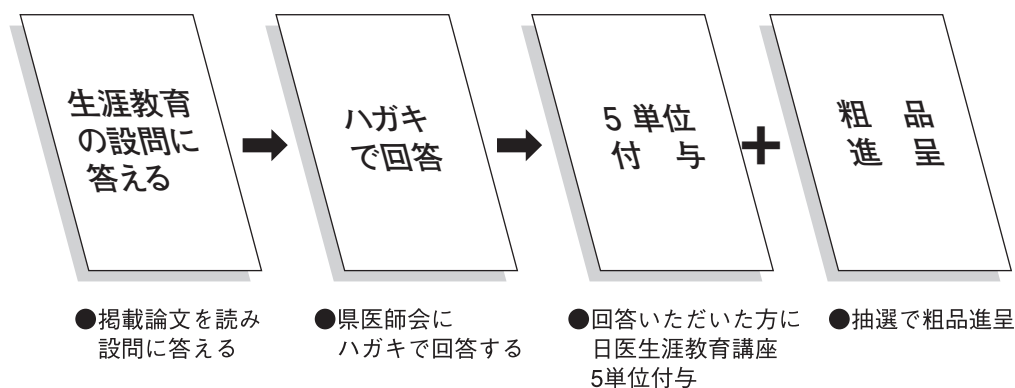 生涯教育
の設問に
答える
ハガキ
で回答
5 単位
付 与
粗 品
進 呈
●掲載論文を読み
設問に答える
●県医師会に
ハガキで回答する
●回答いただいた方に
日医生涯教育講座
5単位付与
●抽選で粗品進呈